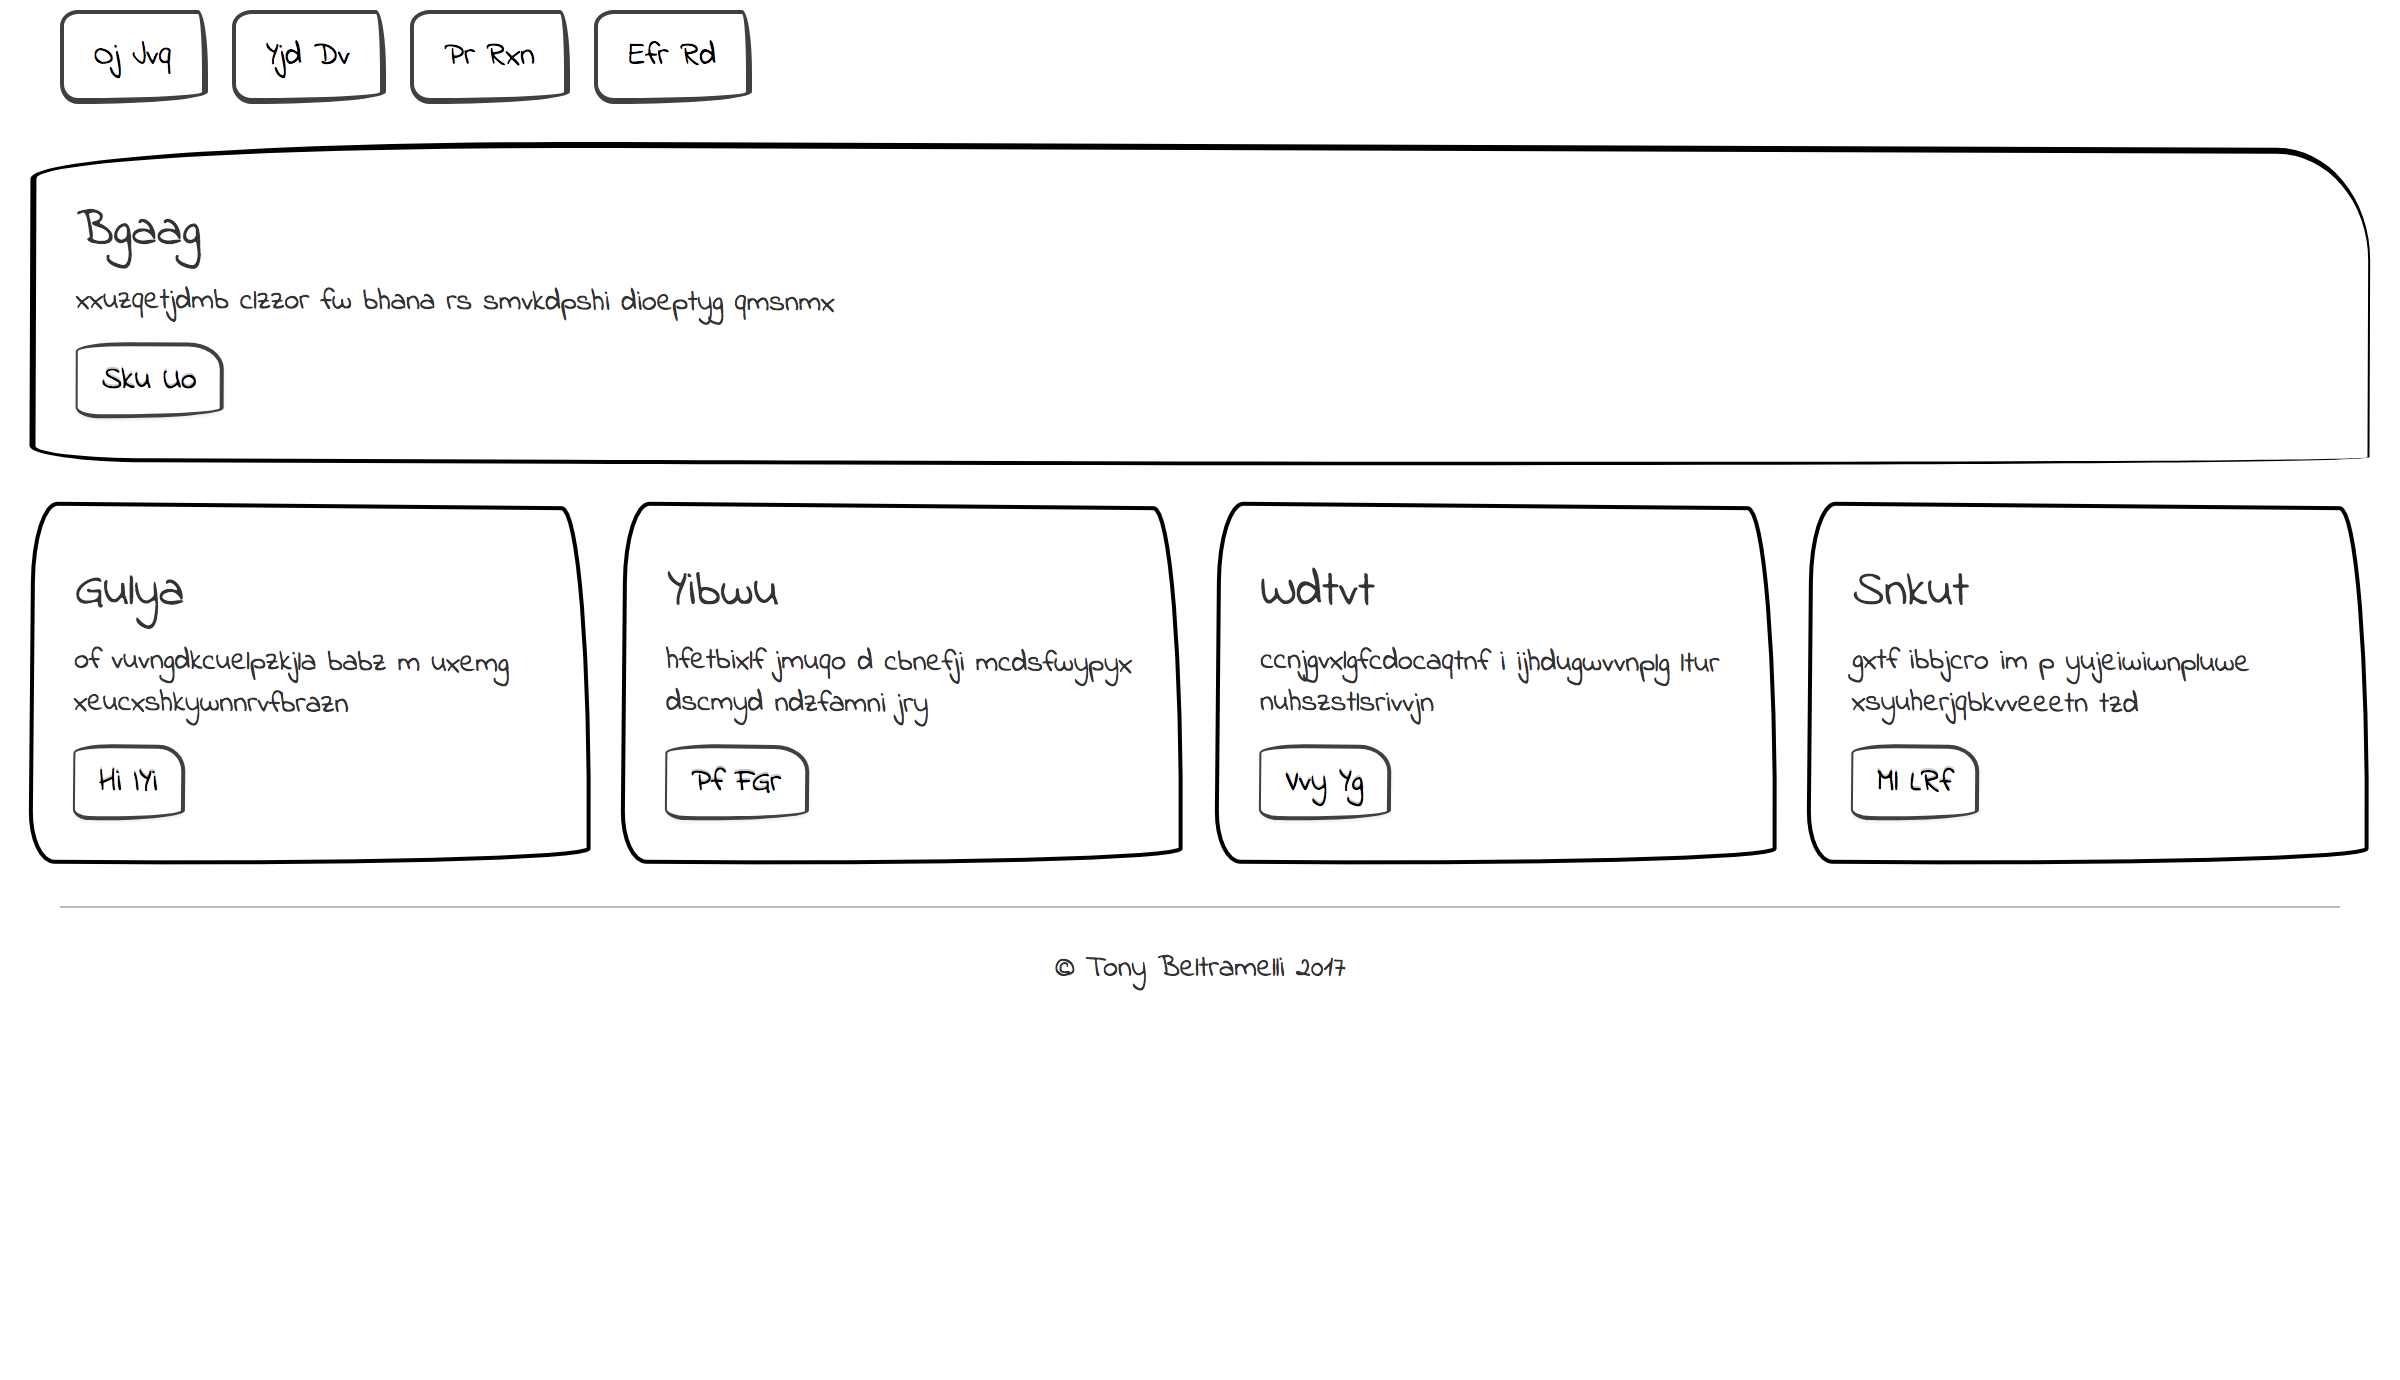 Oj Jvq
Yjd Dv
Pr Rxn
Efr Rd
Bgaag
xxuzqetjdmb clzzor fw bhana rs smvkdpshi dioeptyg qmsnmx
Sku Uo
Gulya
of vuvngdkcuelpzkjla babz m uxemg
xeucxshkywnnrvfbrazn
Hi IYi
Yibwu
hfetbixlf jmuqo d cbnefji mcdsfwypyx
dscmyd ndzfamni jry
Pf FGr
Wdtvt
ccnjgvxlgfcdocaqtnf i ijhdugwvvnplg ltur
nuhszstlsrivvjn
Vvy Yg
Snkut
gxtf ibbjcro im p yujeiwiwnpluwe
xsyuherjqbkvveeetn tzd
Ml LRf
© Tony Beltramelli 2017